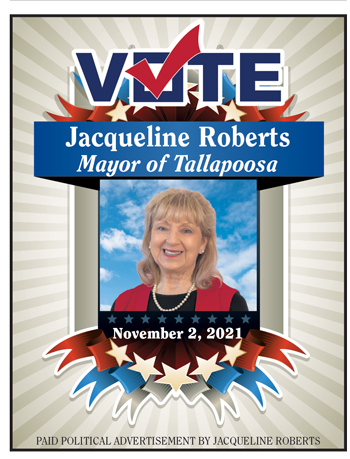 VOTE
Jacqueline Roberts
Mayor of Tallapoosa
November 2, 2021
PAID POLITICAL ADVERTISEMENT BY JACQUELINE ROBERTS